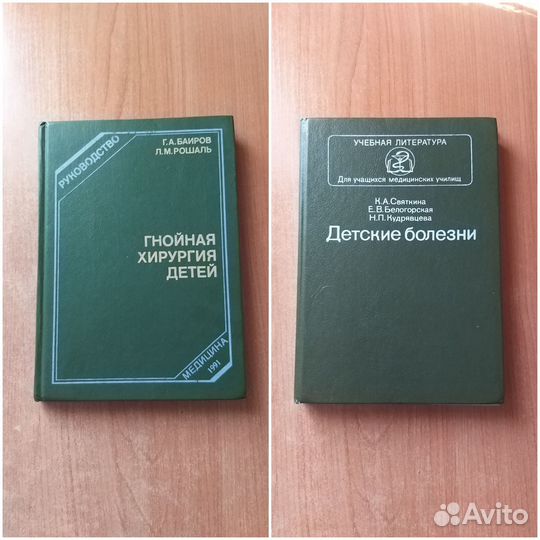 РУКОВОДСТВО
Г.А.БАИРОВ
Л.М.РОШАЛЬ
ГНОЙНАЯ
ХИРУРГИЯ
ДЕТЕЙ
МЕДИЦИНА
1991
УЧЕБНАЯ ЛИТЕРАТУРА
Для учащихся медицинских училищ
К.А.Святкина
Е.В.Белогорская
Н.П.Кудрявцева
Детские болезни
Avito